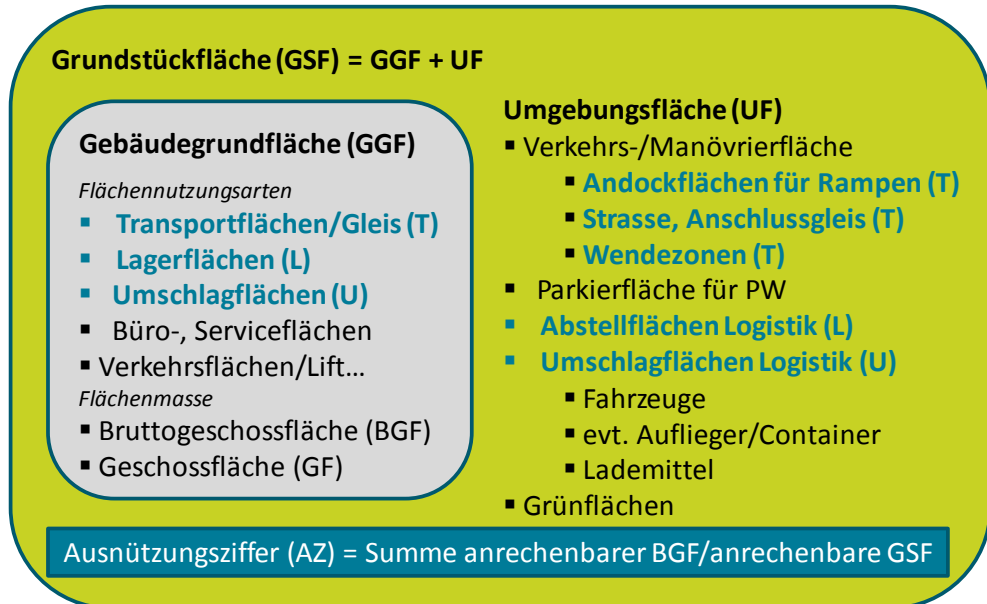 Grundstückfläche (GSF) = GGF + UF
Gebäudegrundfläche (GGF)
Flächennutzungsarten
▪ Transportflächen/Gleis (T)
▪ Lagerflächen (L)
▪ Umschlagflächen (U)
▪ Büro-, Serviceflächen
▪ Verkehrsflächen/Lift...
Flächenmasse
▪ Bruttogeschossfläche (BGF)
▪ Geschossfläche (GF)
Umgebungsfläche (UF)
▪ Verkehrs-/Manövrierfläche
▪ Andockflächen für Rampen (T)
▪ Strasse, Anschlussgleis (T)
▪ Wendezonen (T)
▪ Parkierfläche für PW
▪ Abstellflächen Logistik (L)
▪ Umschlagflächen Logistik (U)
▪ Fahrzeuge
▪ evt. Auflieger/Container
▪ Lademittel
▪ Grünflächen
Ausnützungsziffer (AZ) = Summe anrechenbarer BGF/anrechenbare GSF